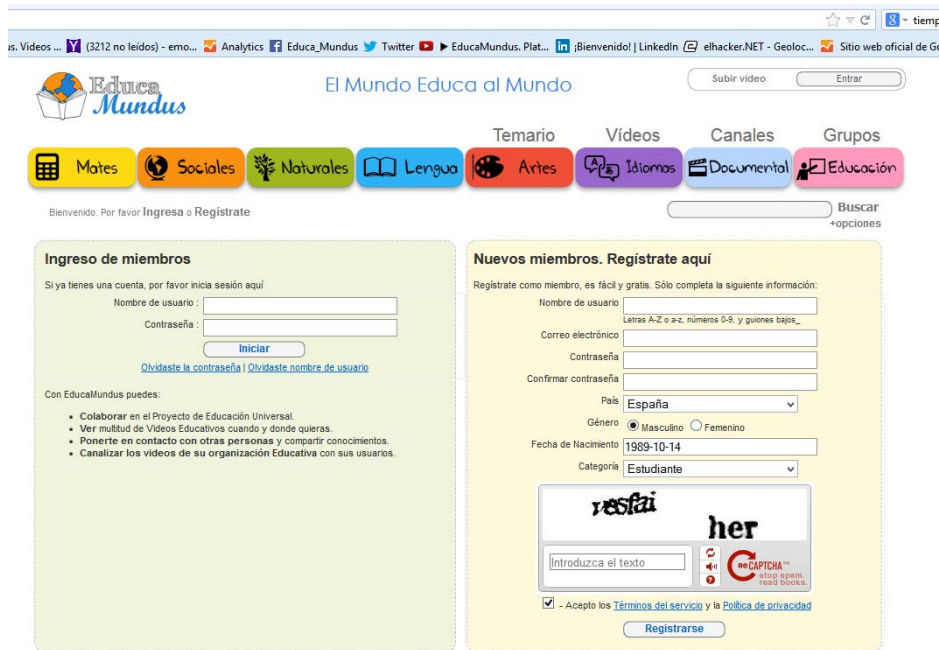 tiemp
us. Videos ... (3212 no leídos) - emo... Analytics Educa_Mundus Twitter ▶ EducaMundus. Plat... ¡Bienvenido! | LinkedIn elhacker.NET - Geoloc... Sitio web oficial de Go
Educa
Mundus
El Mundo Educa al Mundo
Subir video Entrar
Temario Vídeos Canales Grupos
Mates Sociales Naturales Lengua Artes Idiomas Documental Educación
Bienvenido. Por favor Ingresa o Regístrate
Buscar
+opciones
Ingreso de miembros
Si ya tienes una cuenta, por favor inicia sesión aquí
Nombre de usuario :
Contraseña :
Iniciar
Olvidaste la contraseña | Olvidaste nombre de usuario
Con EducaMundus puedes:
• Colaborar en el Proyecto de Educación Universal.
• Ver multitud de Videos Educativos cuando y donde quieras.
• Ponerte en contacto con otras personas y compartir conocimientos.
• Canalizar los videos de su organización Educativa con sus usuarios.
Nuevos miembros. Regístrate aquí
Regístrate como miembro, es fácil y gratis. Sólo completa la siguiente información:
Nombre de usuario
Letras A-Z o a-z, números 0-9, y guiones bajos_
Correo electrónico
Contraseña
Confirmar contraseña
País España
Género Masculino Femenino
Fecha de Nacimiento 1989-10-14
Categoría Estudiante
her
Introduzca el texto
reCAPTCHA™
stop spam.
read books.
- Acepto los Términos del servicio y la Política de privacidad
Registrarse